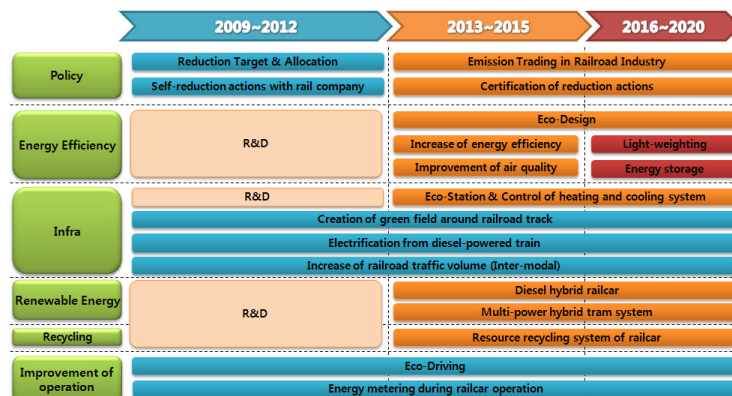 2009~2012
2013~2015
2016~2020
Policy
Reduction Target & Allocation
Emission Trading in Railroad Industry
Self-reduction actions with rail company
Certification of reduction actions
Energy Efficiency
R&D
Eco-Design
Increase of energy efficiency
Light-weighting
Improvement of air quality
Energy storage
Infra
R&D
Eco-Station & Control of heating and cooling system
Creation of green field around railroad track
Electrification from diesel-powered train
Increase of railroad traffic volume (Inter-modal)
Renewable Energy
R&D
Diesel hybrid railcar
Multi-power hybrid tram system
Recycling
Resource recycling system of railcar
Improvement of
operation
Eco-Driving
Energy metering during railcar operation